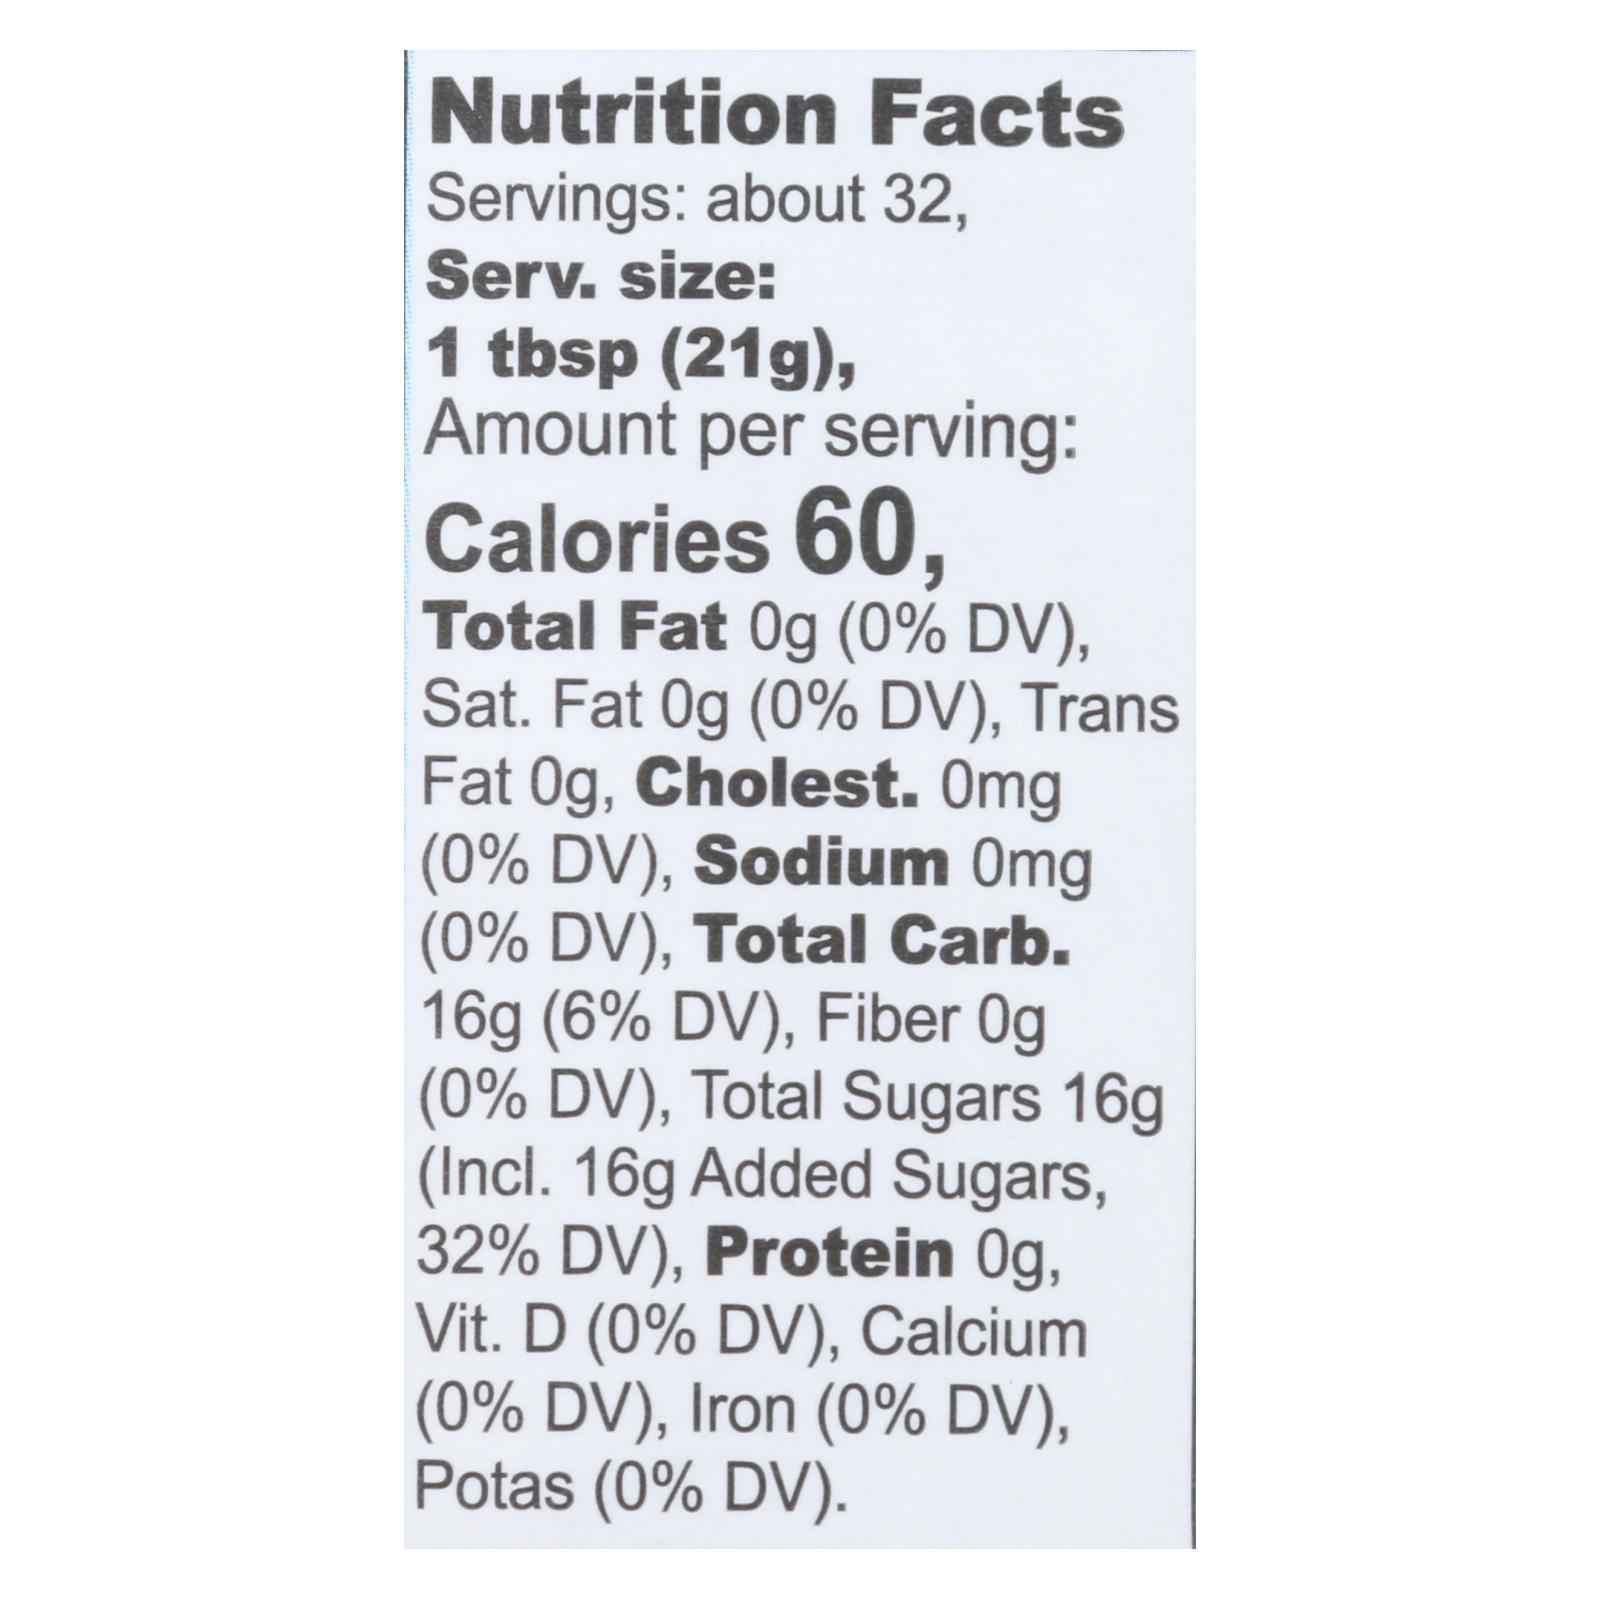 Nutrition Facts
Servings: about 32,
Serv. size:
1 tbsp (21g),
Amount per serving:
Calories 60,
Total Fat 0g (0% DV),
Sat. Fat 0g (0% DV), Trans
Fat 0g, Cholest. 0mg
(0% DV), Sodium 0mg
(0% DV), Total Carb.
16g (6% DV), Fiber 0g
(0% DV), Total Sugars 16g
(Incl. 16g Added Sugars,
32% DV), Protein 0g,
Vit. D (0% DV), Calcium
(0% DV), Iron (0% DV),
Potas (0% DV).